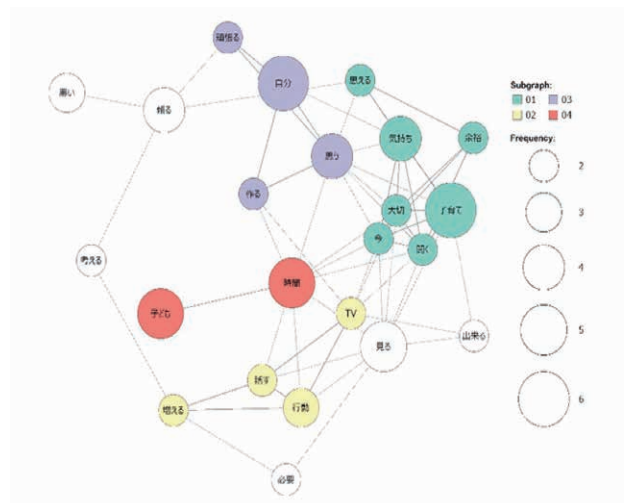 頑張る
自分
思える
悪い
頼る
気持ち
余裕
思う
作る
大切
子育て
今
聞く
考える
時間
子ども
TV
見る
出来る
話す
増える
行動
必要
Subgraph:
01 03
02 04
Frequency:
2
3
4
5
6